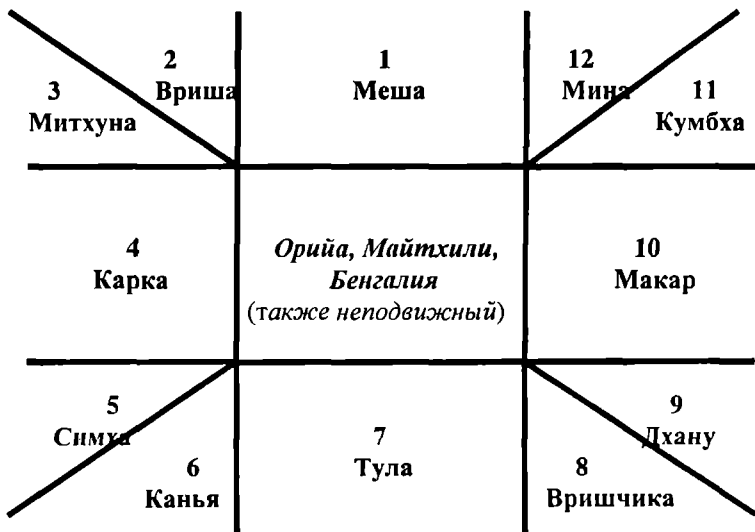 2
Вриша
1
Меша
12
Мина
3
Митхуна
11
Кумбха
4
Карка
Орийа, Майтхили,
Бенгалия
(также неподвижный)
10
Макар
5
Симха
6
Канья
7
Тула
9
Дхану
8
Вришчика